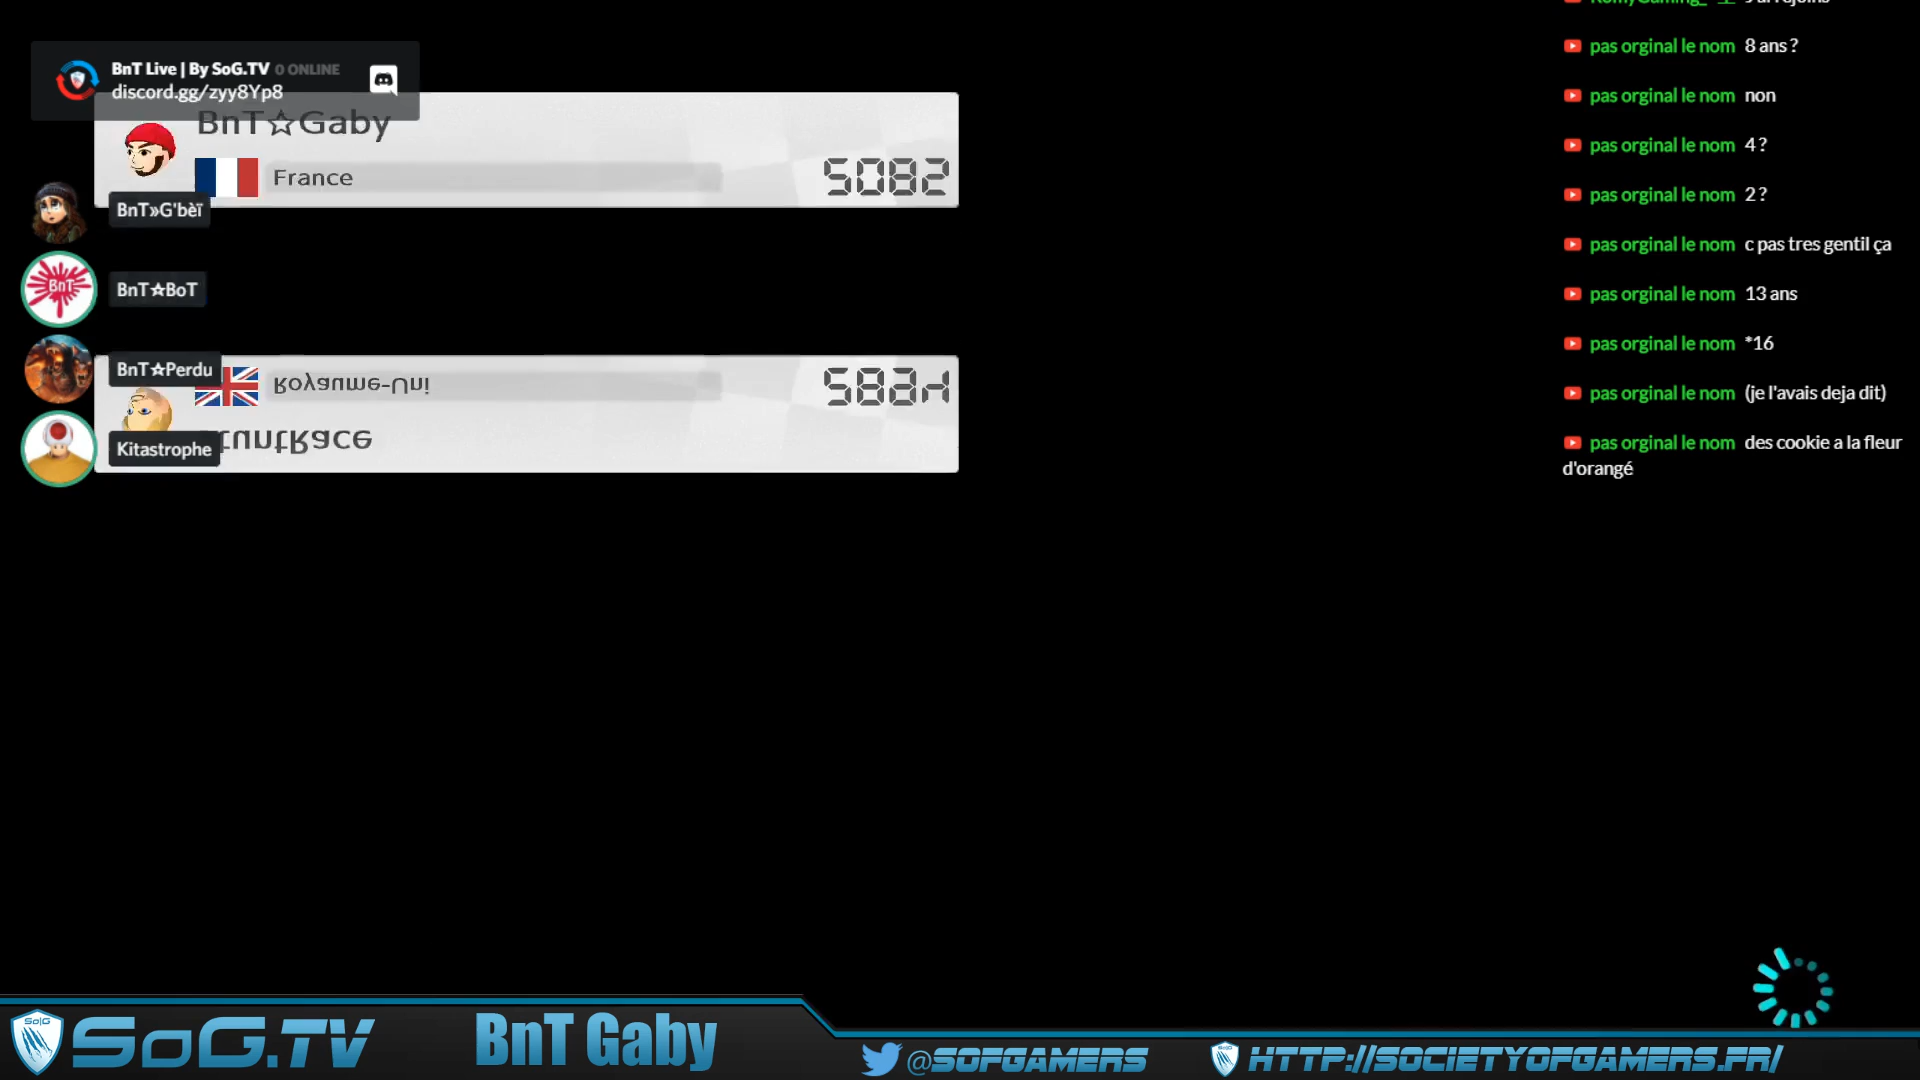 BnT Live | By SoG.TV 0 ONLINE
discord.gg/zyy8Yp8
BnT☆Gaby
France
5082
BnT»G'bèï
BnT★BoT
BnT★Perdu
Royaume-Uni
tuntRace
Kitastrophe
pas orginal le nom 8 ans ?
pas orginal le nom non
pas orginal le nom 4 ?
pas orginal le nom 2 ?
pas orginal le nom c pas tres gentil ça
pas orginal le nom 13 ans
pas orginal le nom *16
pas orginal le nom (je l'avais deja dit)
pas orginal le nom des cookie a la fleur
d'orangé
SoG.TV
BnT Gaby
@SOFGAMERS
HTTP://SOCIETYOFGAMERS.FR/